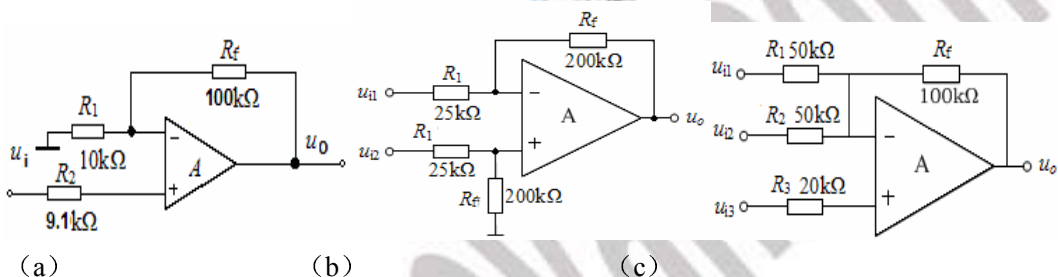 Rf
100kΩ
R1
10kΩ
ui
R2
9.1kΩ
−
+
A
uo
Rf
200kΩ
R1
25kΩ
ui1
R1
25kΩ
ui2
Rf
200kΩ
−
+
A
uo
R1 50kΩ
Rf
100kΩ
ui1
R2 50kΩ
ui2
R3 20kΩ
ui3
−
+
A
uo
（a） （b） （c）